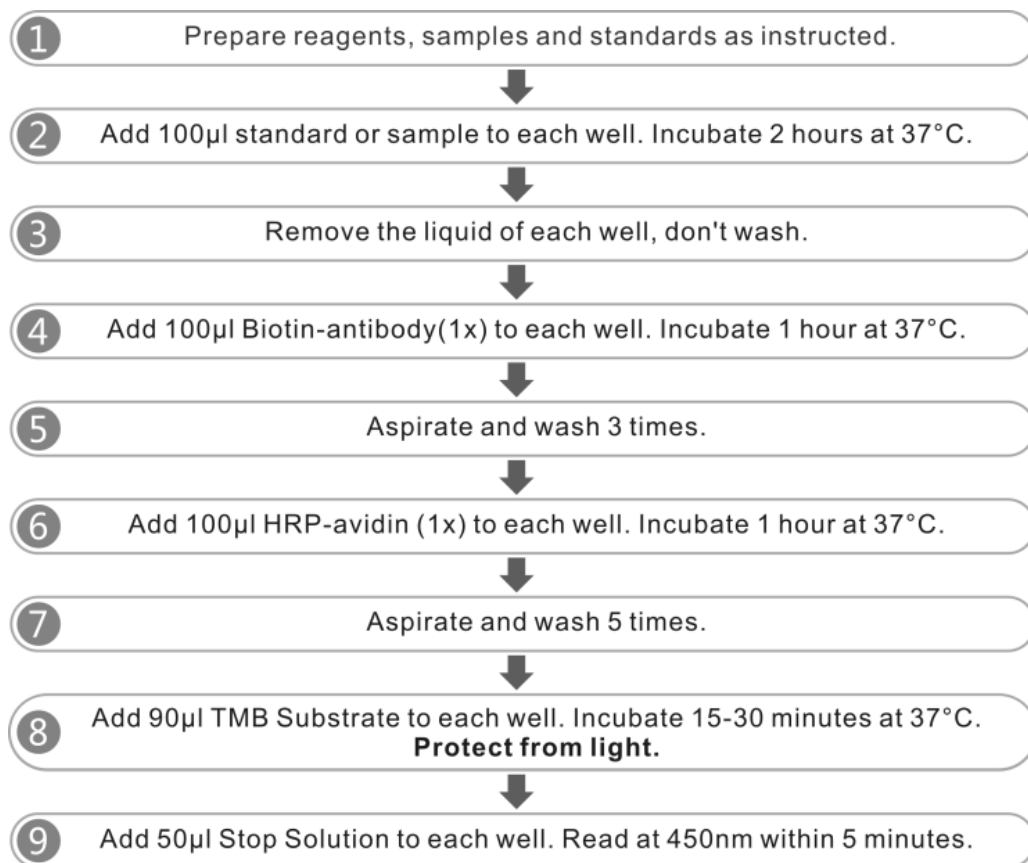 1 Prepare reagents, samples and standards as instructed.
2 Add 100µl standard or sample to each well. Incubate 2 hours at 37°C.
3 Remove the liquid of each well, don't wash.
4 Add 100µl Biotin-antibody(1x) to each well. Incubate 1 hour at 37°C.
5 Aspirate and wash 3 times.
6 Add 100µl HRP-avidin (1x) to each well. Incubate 1 hour at 37°C.
7 Aspirate and wash 5 times.
8 Add 90µl TMB Substrate to each well. Incubate 15-30 minutes at 37°C.
Protect from light.
9 Add 50µl Stop Solution to each well. Read at 450nm within 5 minutes.